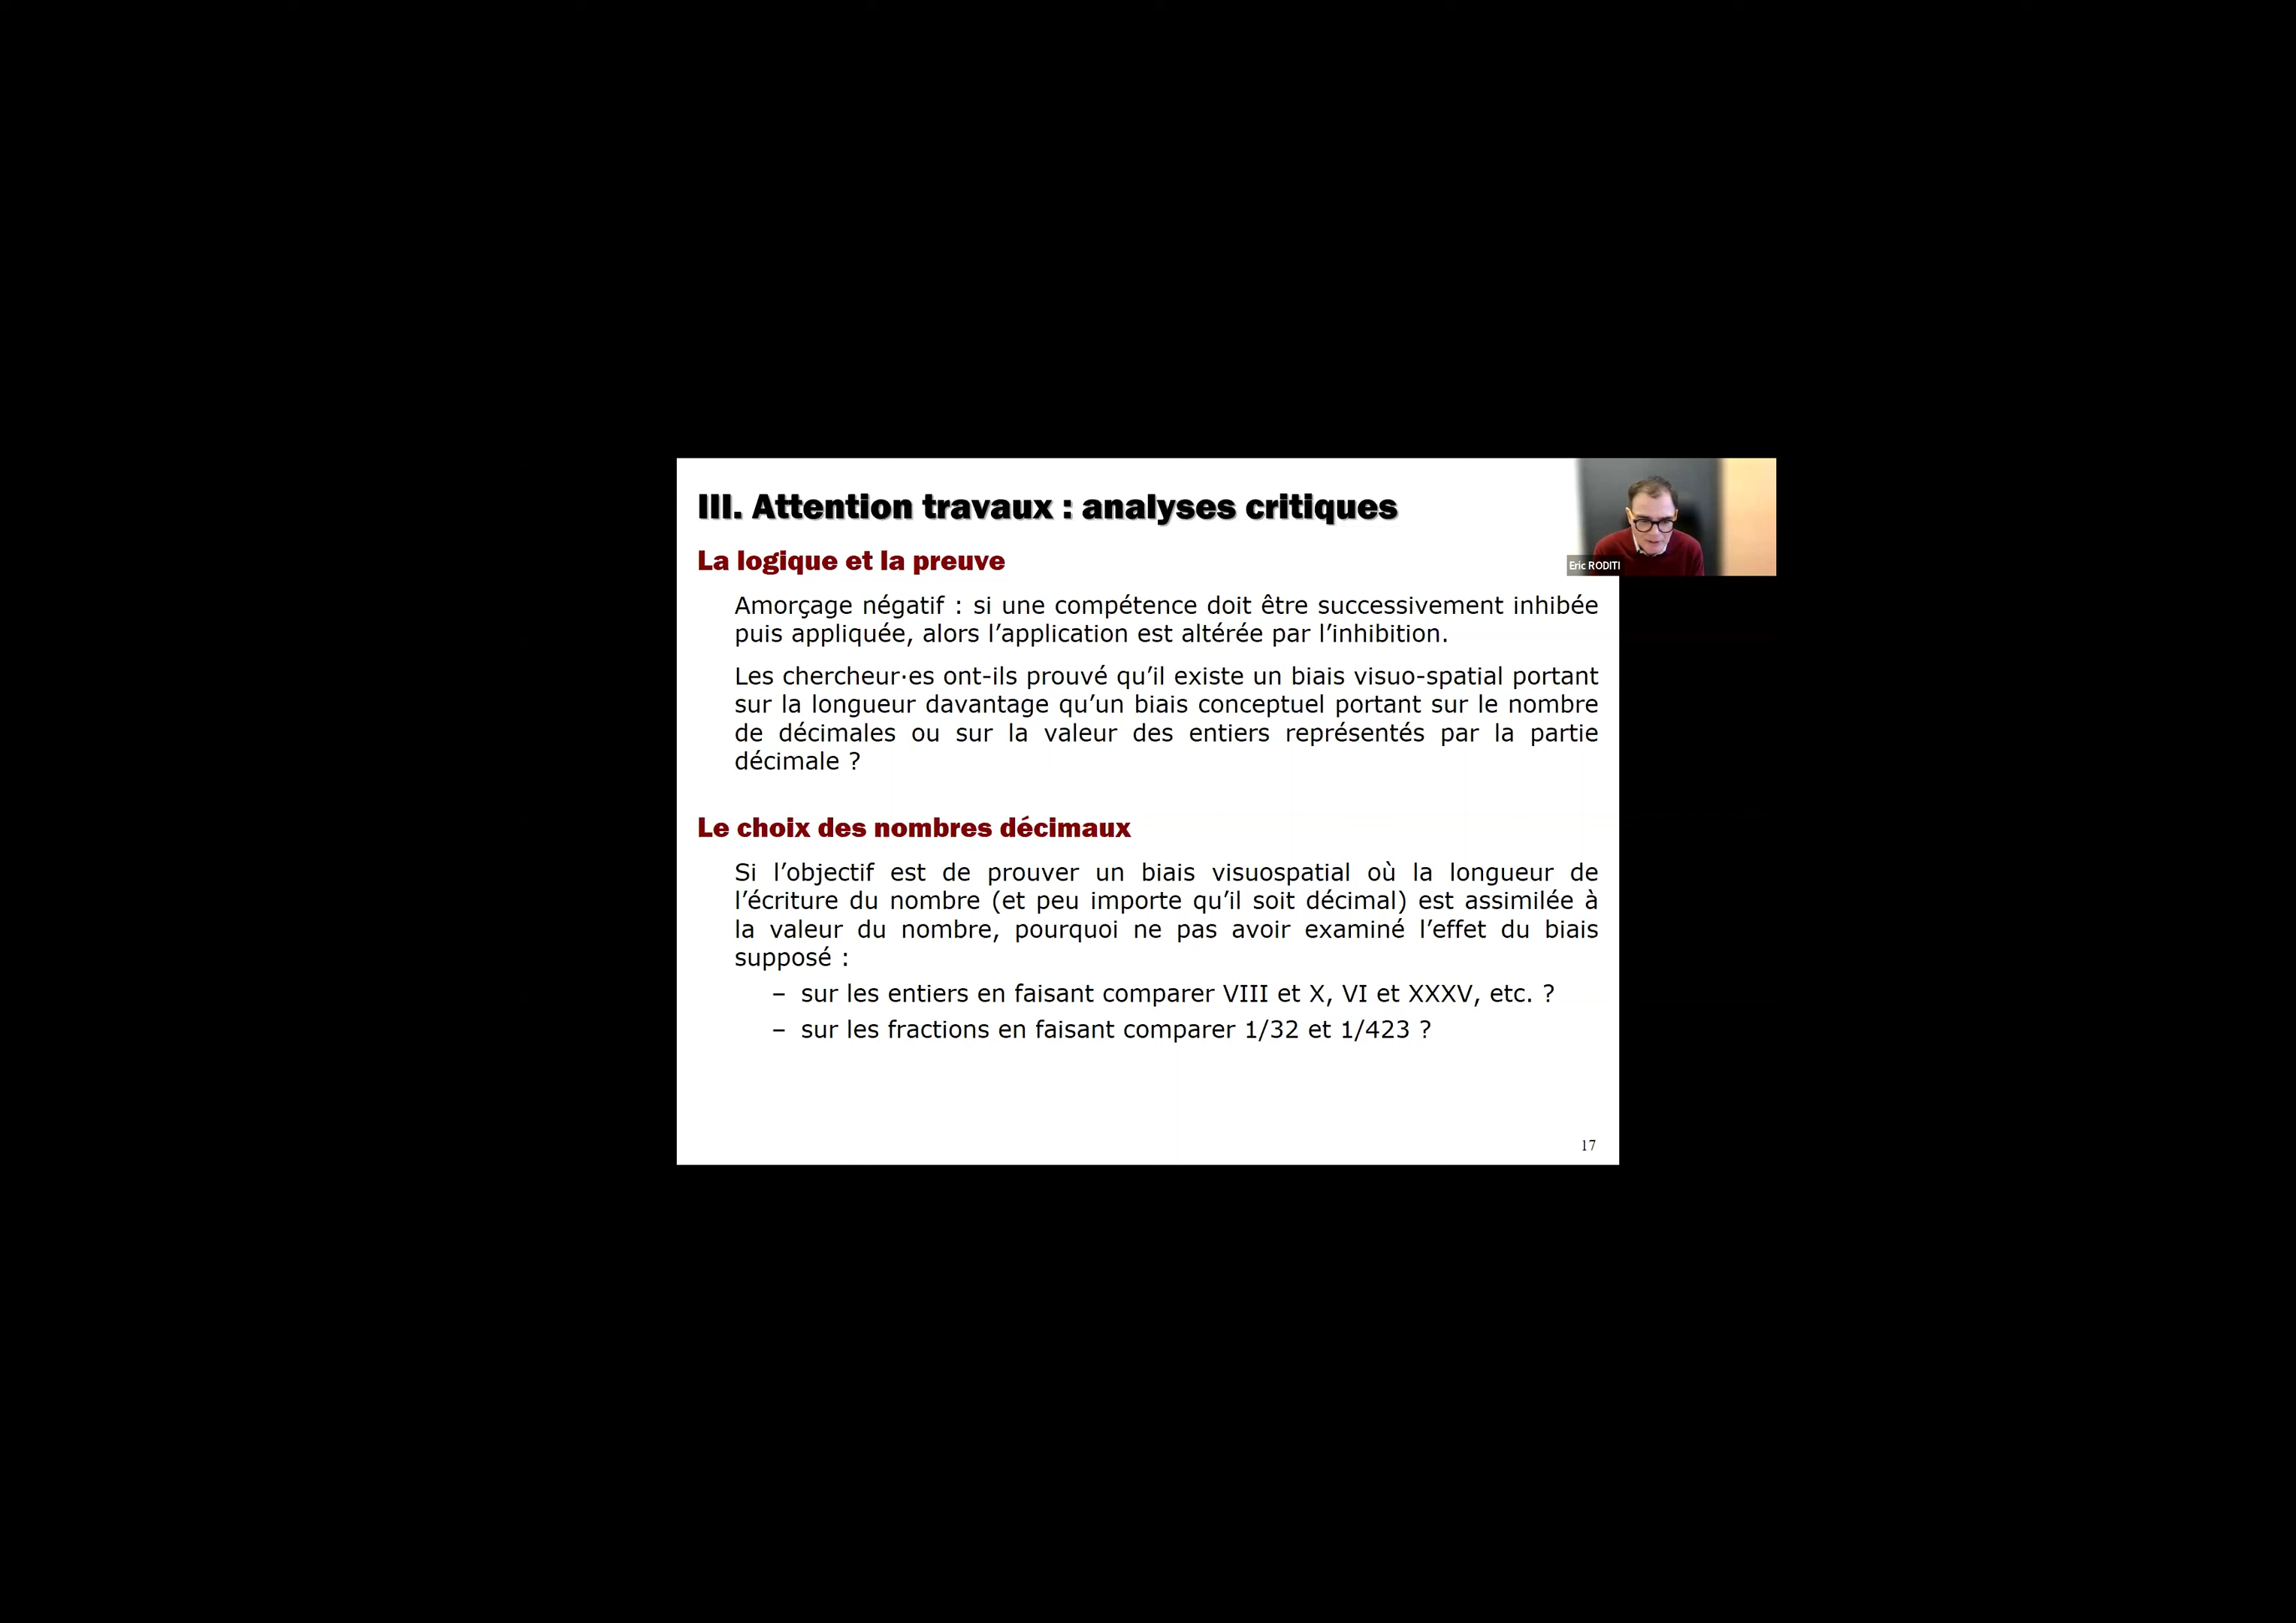 III. Attention travaux : analyses critiques
Eric RODITI
La logique et la preuve
Amorçage négatif : si une compétence doit être successivement inhibée
puis appliquée, alors l’application est altérée par l’inhibition.
Les chercheur·es ont-ils prouvé qu’il existe un biais visuo-spatial portant
sur la longueur davantage qu’un biais conceptuel portant sur le nombre
de décimales ou sur la valeur des entiers représentés par la partie
décimale ?
Le choix des nombres décimaux
Si l’objectif est de prouver un biais visuospatial où la longueur de
l’écriture du nombre (et peu importe qu’il soit décimal) est assimilée à
la valeur du nombre, pourquoi ne pas avoir examiné l’effet du biais
supposé :
– sur les entiers en faisant comparer VIII et X, VI et XXXV, etc. ?
– sur les fractions en faisant comparer 1/32 et 1/423 ?
17